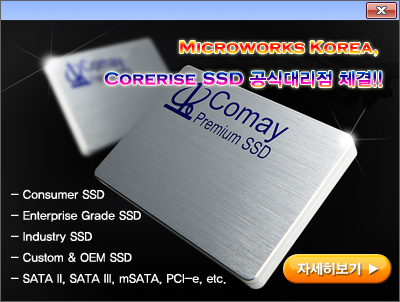 Microworks Korea,
Corerise SSD 공식대리점 체결!!
Comay
Premium SSD
– Consumer SSD
– Enterprise Grade SSD
– Industry SSD
– Custom & OEM SSD
– SATA II, SATA III, mSATA, PCI-e, etc.
자세히보기